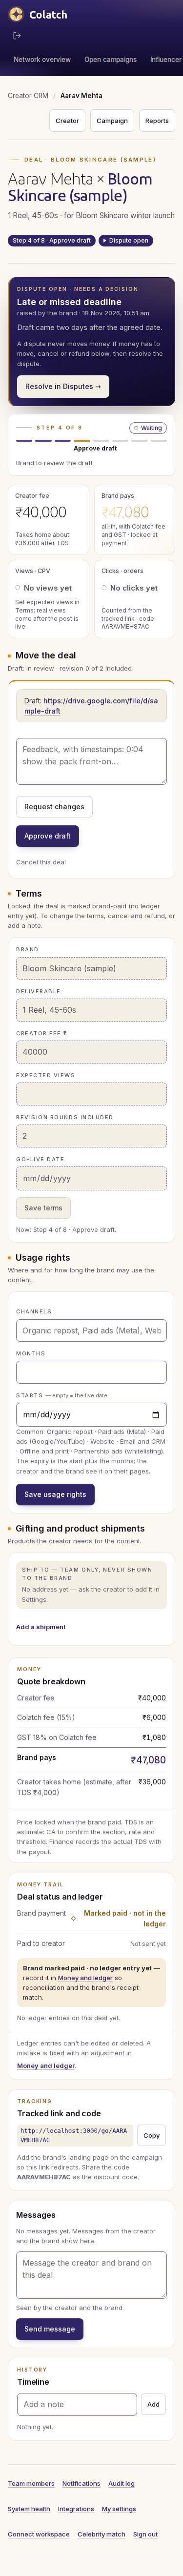 Colatch
Network overview Open campaigns Influencer
Creator CRM / Aarav Mehta
Creator Campaign Reports
DEAL · BLOOM SKINCARE (SAMPLE)
Aarav Mehta × Bloom
Skincare (sample)
1 Reel, 45-60s · for Bloom Skincare winter launch
Step 4 of 8 · Approve draft Dispute open
DISPUTE OPEN · NEEDS A DECISION
Late or missed deadline
raised by the brand · 18 Nov 2026, 10:51 am
Draft came two days after the agreed date.
A dispute never moves money. If money has to
move, cancel or refund below, then resolve the
dispute.
Resolve in Disputes →
STEP 4 OF 8 Waiting
Approve draft
Brand to review the draft
Creator fee
₹40,000
Takes home about
₹36,000 after TDS
Brand pays
₹47,080
all-in, with Colatch fee
and GST · locked at
payment
Views · CPV
No views yet
Set expected views in
Terms; real views
come after the post is
live
Clicks · orders
No clicks yet
Counted from the
tracked link · code
AARAVMEH87AC
Move the deal
Draft: In review · revision 0 of 2 included
Draft: https://drive.google.com/file/d/sa
mple-draft
Feedback, with timestamps: 0:04
show the pack front-on…
Request changes
Approve draft
Cancel this deal
Terms
Locked: the deal is marked brand-paid (no ledger
entry yet). To change the terms, cancel and refund, or
add a note.
BRAND
Bloom Skincare (sample)
DELIVERABLE
1 Reel, 45-60s
CREATOR FEE ₹
40000
EXPECTED VIEWS
REVISION ROUNDS INCLUDED
2
GO-LIVE DATE
mm/dd/yyyy
Save terms
Now: Step 4 of 8 · Approve draft.
Usage rights
Where and for how long the brand may use the
content.
CHANNELS
Organic repost, Paid ads (Meta), Web
MONTHS
STARTS — empty = the live date
mm/dd/yyyy
Common: Organic repost · Paid ads (Meta) · Paid
ads (Google/YouTube) · Website · Email and CRM
· Offline and print · Partnership ads (whitelisting).
The expiry is the start plus the months; the
creator and the brand see it on their pages.
Save usage rights
Gifting and product shipments
Products the creator needs for the content.
SHIP TO — TEAM ONLY, NEVER SHOWN
TO THE BRAND
No address yet — ask the creator to add it in
Settings.
Add a shipment
MONEY
Quote breakdown
Creator fee ₹40,000
Colatch fee (15%) ₹6,000
GST 18% on Colatch fee ₹1,080
Brand pays ₹47,080
Creator takes home (estimate, after ₹36,000
TDS ₹4,000)
Price locked when the brand paid. TDS is an
estimate: CA to confirm the section, rate and
threshold. Finance records the actual TDS with
the payout.
MONEY TRAIL
Deal status and ledger
Brand payment Marked paid · not in the
ledger
Paid to creator Not sent yet
Brand marked paid · no ledger entry yet —
record it in Money and ledger so
reconciliation and the brand's receipt
match.
No ledger entries on this deal yet.
Ledger entries can't be edited or deleted. A
mistake is fixed with an adjustment in
Money and ledger.
TRACKING
Tracked link and code
http://localhost:3000/go/AARA
VMEH87AC
Copy
Add the brand's landing page on the campaign
so this link redirects. Share the code
AARAVMEH87AC as the discount code.
Messages
No messages yet. Messages from the creator
and the brand show here.
Message the creator and brand on
this deal
Seen by the creator and the brand.
Send message
HISTORY
Timeline
Add a note Add
Nothing yet.
Team members Notifications Audit log
System health Integrations My settings
Connect workspace Celebrity match Sign out